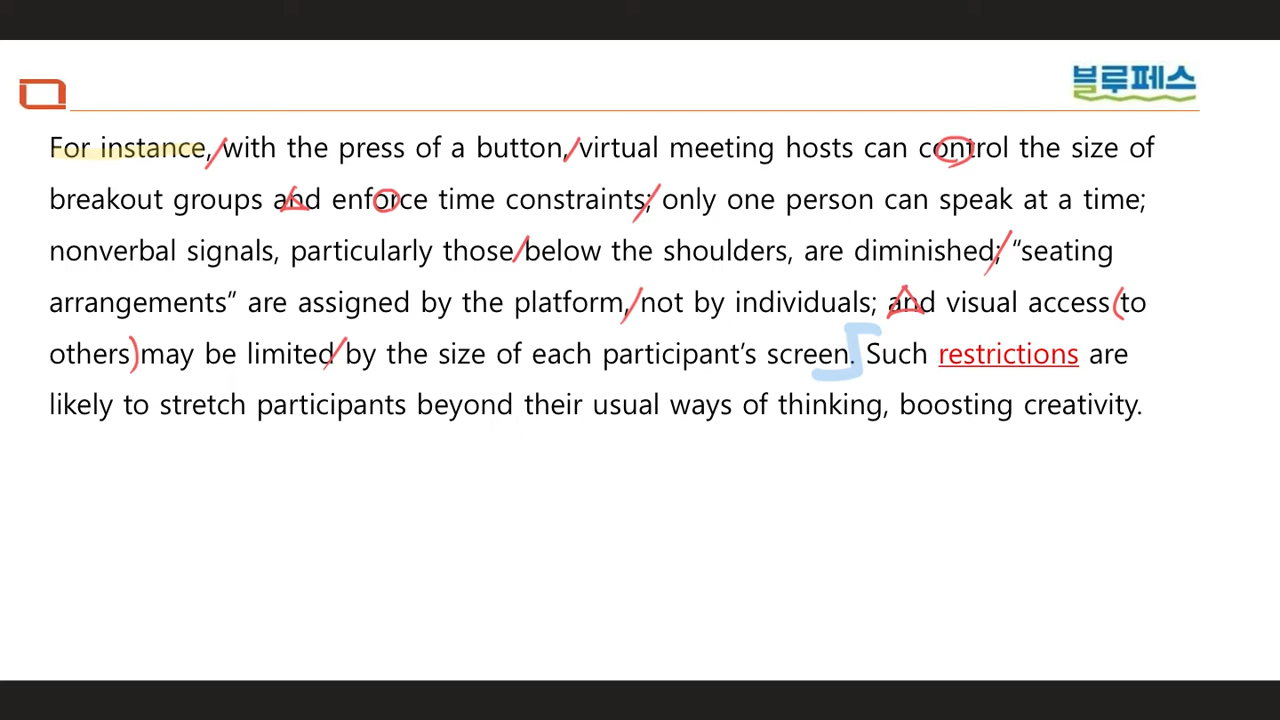 블루페스
For instance, with the press of a button, virtual meeting hosts can control the size of
breakout groups and enforce time constraints; only one person can speak at a time;
nonverbal signals, particularly those below the shoulders, are diminished; “seating
arrangements” are assigned by the platform, not by individuals; and visual access (to
others) may be limited by the size of each participant’s screen. Such restrictions are
likely to stretch participants beyond their usual ways of thinking, boosting creativity.